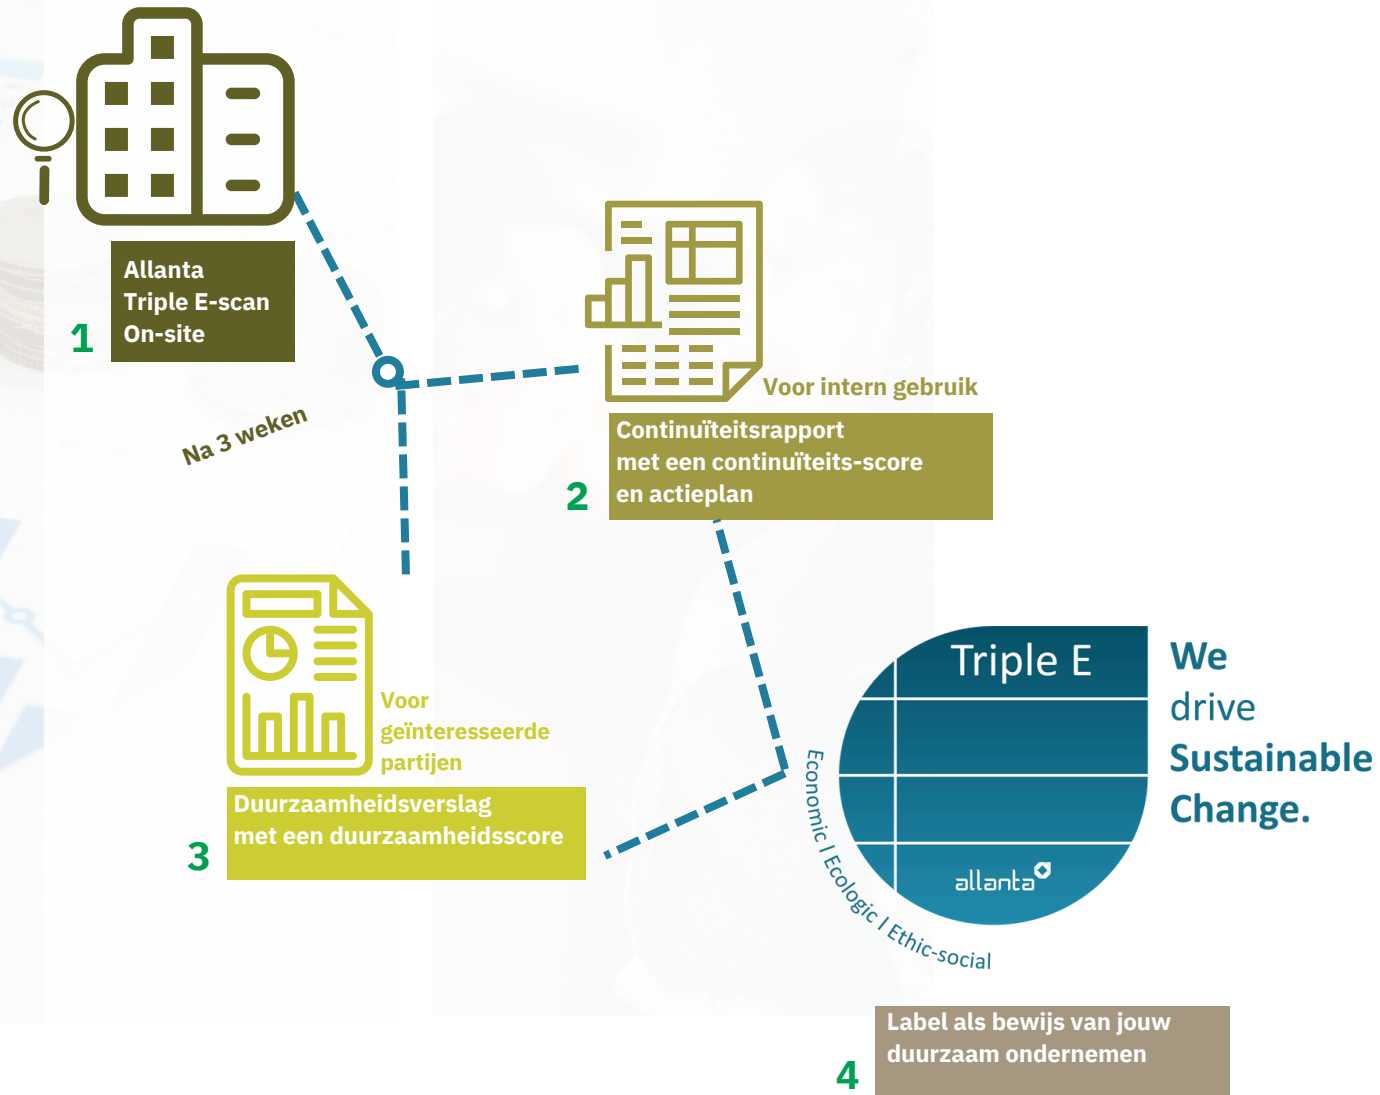 Allanta
Triple E-scan
On-site
1
Na 3 weken
Voor intern gebruik
Continuïteitsrapport
met een continuïteits-score
en actieplan
2
Voor
geïnteresseerde
partijen
Duurzaamheidsverslag
met een duurzaamheidsscore
3
Triple E
allanta
Economic | Ecologic | Ethic-social
We
drive
Sustainable
Change.
Label als bewijs van jouw
duurzaam ondernemen
4